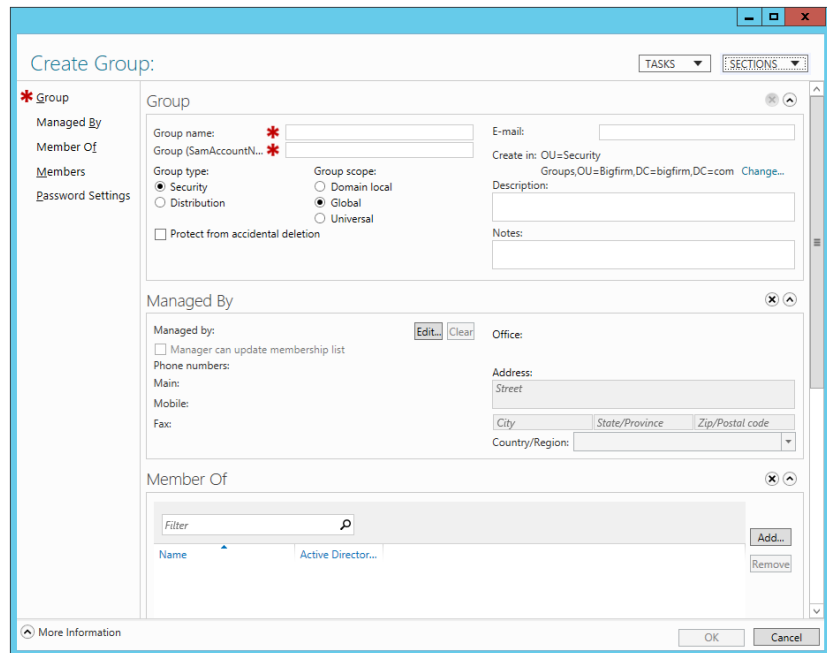 Create Group:
TASKS
SECTIONS
Group
Managed By
Member Of
Members
Password Settings
Group
Group name:
Group (SamAccountN...
Group type:
Security
Distribution
Group scope:
Domain local
Global
Universal
Protect from accidental deletion
E-mail:
Create in: OU=Security
Groups,OU=Bigfirm,DC=bigfirm,DC=com Change...
Description:
Notes:
Managed By
Managed by:
Edit...
Clear
Manager can update membership list
Phone numbers:
Main:
Mobile:
Fax:
Office:
Address:
Street
City
State/Province
Zip/Postal code
Country/Region:
Member Of
Filter
Name
Active Director...
Add...
Remove
More Information
OK
Cancel